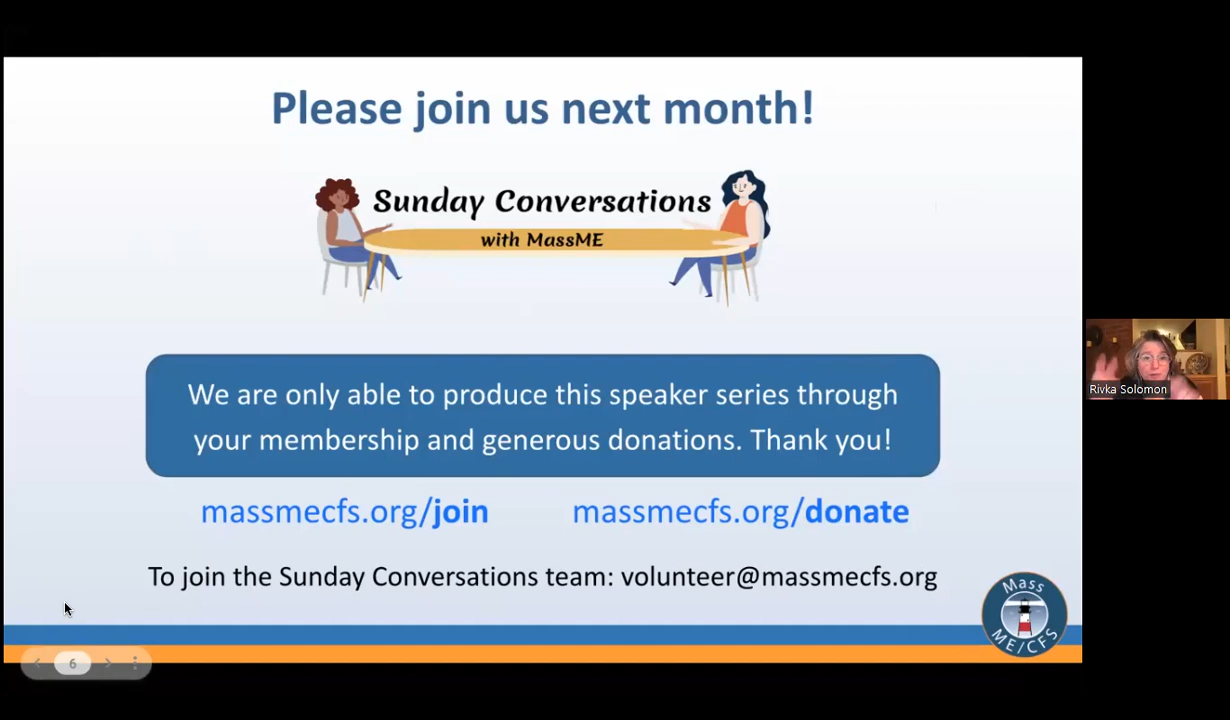 Please join us next month!
Sunday Conversations
with MassME
We are only able to produce this speaker series through
your membership and generous donations. Thank you!
massmecfs.org/join
massmecfs.org/donate
To join the Sunday Conversations team: volunteer@massmecfs.org
Mass
ME/CFS
6
Rivka Solomon